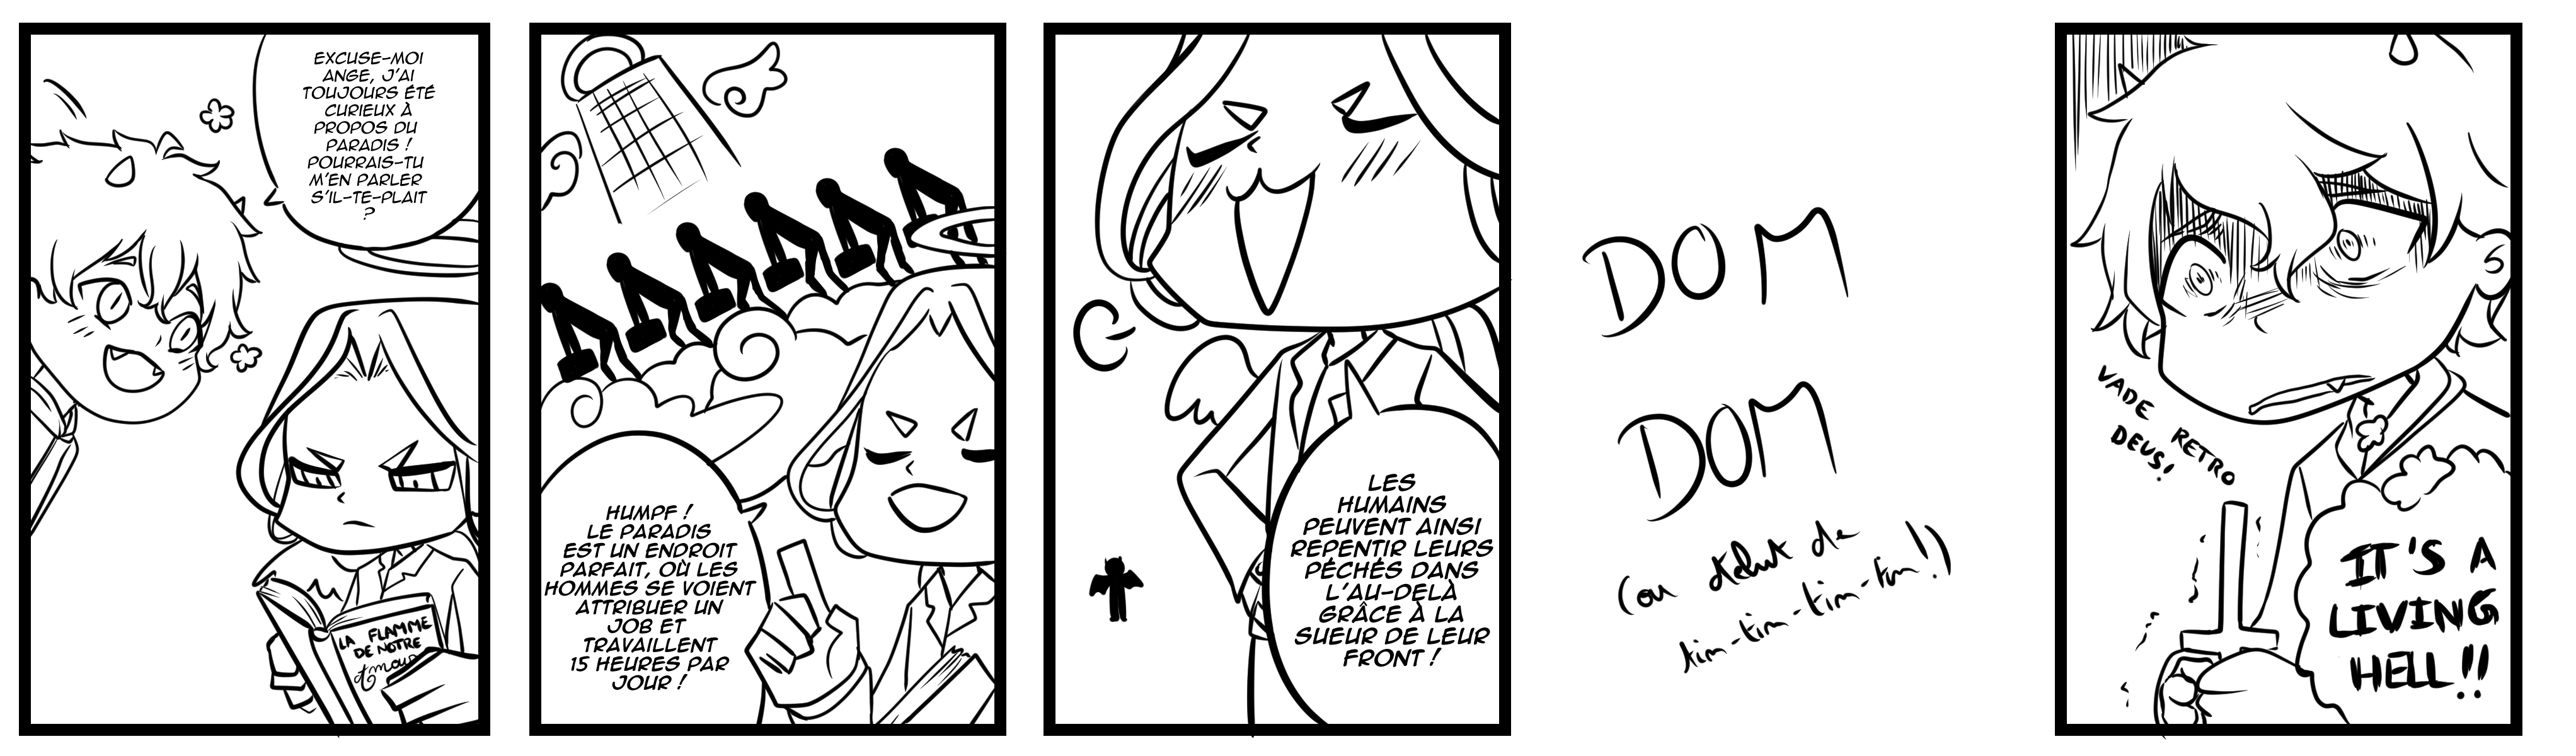 EXCUSE-MOI
ANGE, J'AI
TOUJOURS ÉTÉ
CURIEUX À
PROPOS DU
PARADIS !
POURRAIS-TU
M'EN PARLER
S'IL-TE-PLAIT
?
LA FLAMME
DE NOTRE
Amour
HUMPF !
LE PARADIS
EST UN ENDROIT
PARFAIT, OÙ LES
HOMMES SE VOIENT
ATTRIBUER UN
JOB ET
TRAVAILLENT
15 HEURES PAR
JOUR !
LES
HUMAINS
PEUVENT AINSI
REPENTIR LEURS
PÉCHÉS DANS
L'AU-DELÀ
GRÂCE À LA
SUEUR DE LEUR
FRONT !
DOM
DOM
(ou début de
tim-tim-tim-tim!!)
VADE RETRO
DEUS!
IT'S A
LIVING
HELL!!